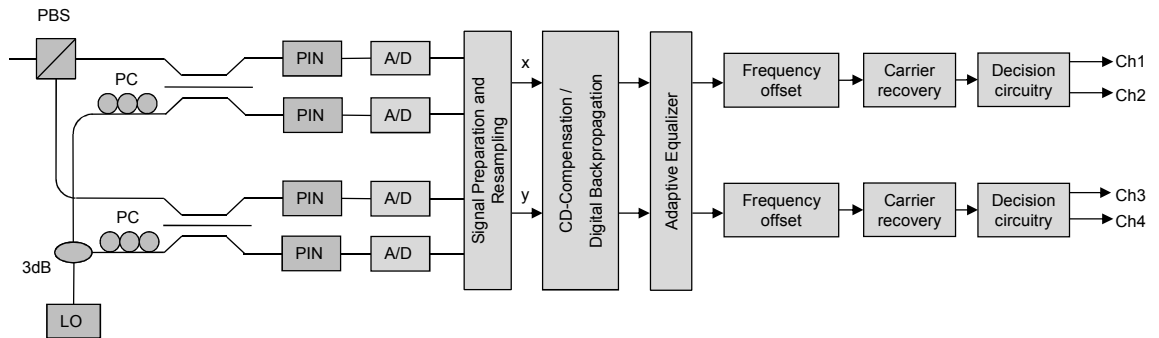 PBS
PC
PIN
A/D
PIN
A/D
PIN
A/D
PC
PIN
A/D
3dB
LO
Signal Preparation and
Resampling
x
y
CD-Compensation /
Digital Backpropagation
Adaptive Equalizer
Frequency
offset
Carrier
recovery
Decision
circuitry
Ch1
Ch2
Frequency
offset
Carrier
recovery
Decision
circuitry
Ch3
Ch4